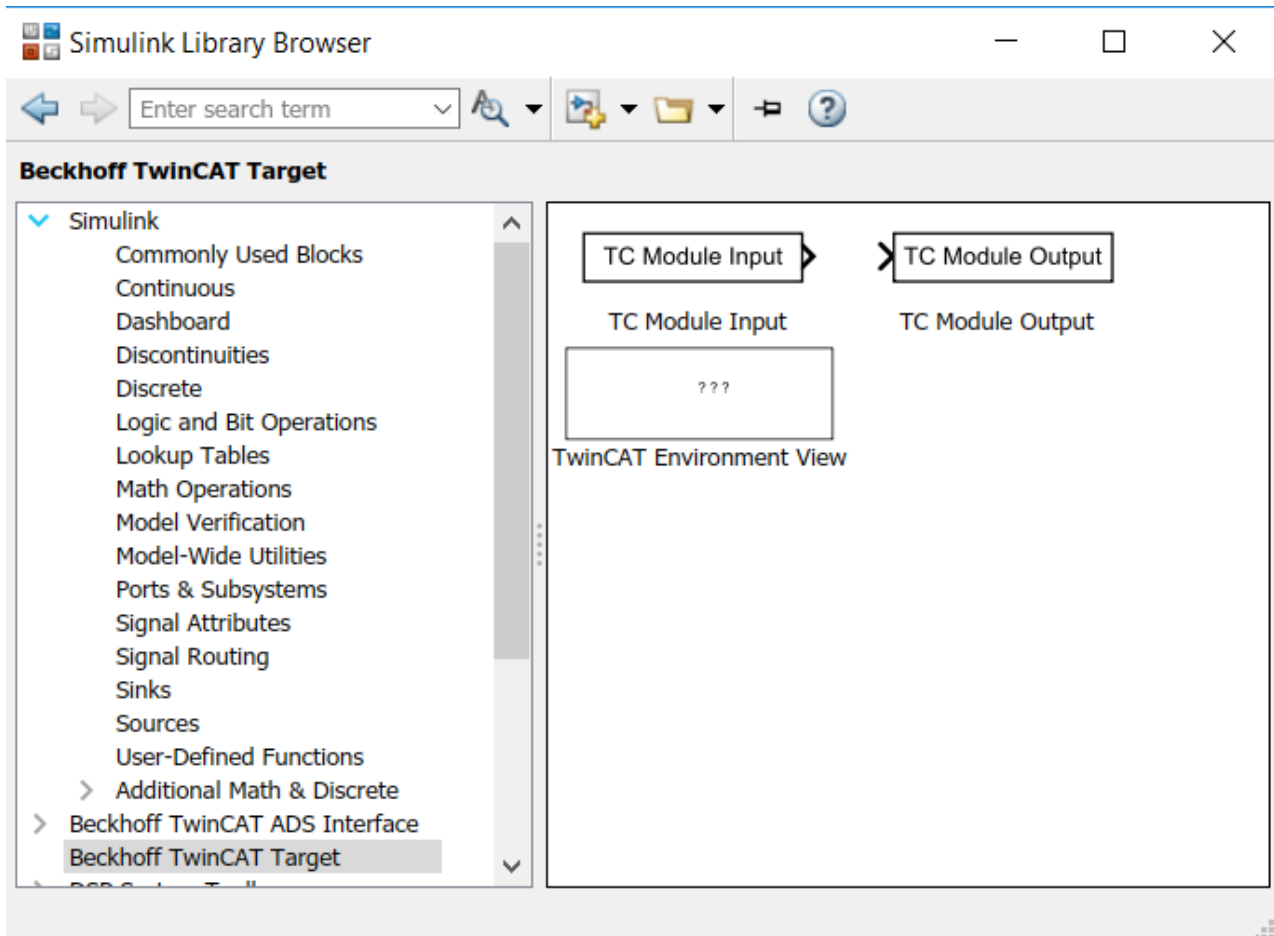 Simulink Library Browser
Enter search term
Beckhoff TwinCAT Target
Simulink
Commonly Used Blocks
Continuous
Dashboard
Discontinuities
Discrete
Logic and Bit Operations
Lookup Tables
Math Operations
Model Verification
Model-Wide Utilities
Ports & Subsystems
Signal Attributes
Signal Routing
Sinks
Sources
User-Defined Functions
Additional Math & Discrete
Beckhoff TwinCAT ADS Interface
Beckhoff TwinCAT Target
TC Module Input
TC Module Output
TC Module Input
TC Module Output
???
TwinCAT Environment View